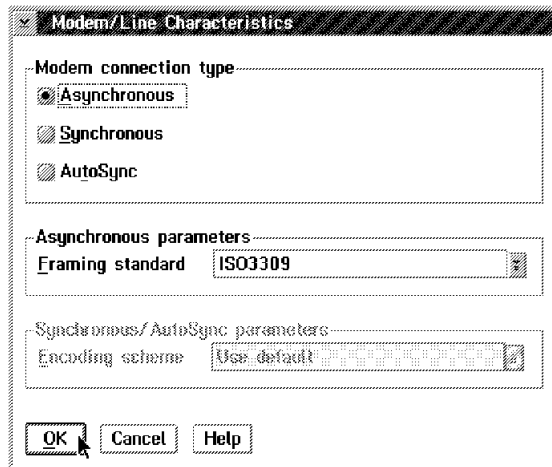 Modem/Line Characteristics
Modem connection type
Asynchronous
Synchronous
AutoSync
Asynchronous parameters
Framing standard ISO3309
Synchronous/AutoSync parameters
Encoding scheme Use default
OK Cancel Help